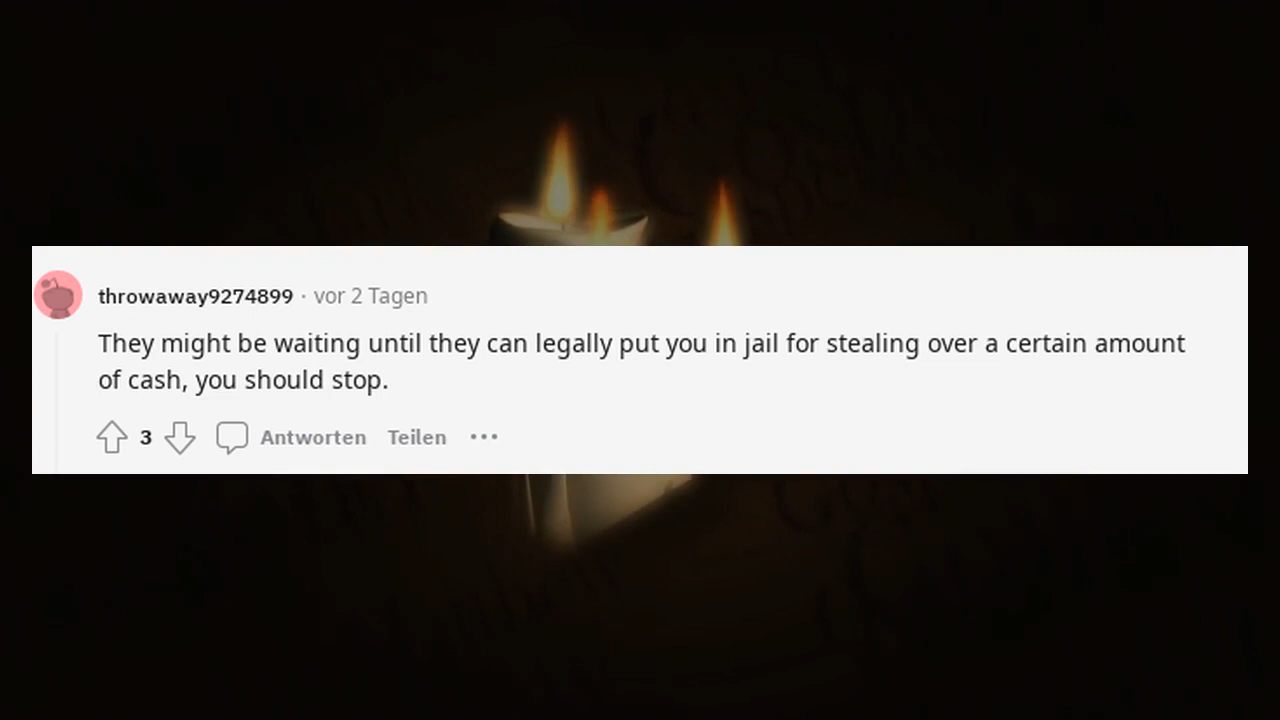 throwaway9274899 · vor 2 Tagen
They might be waiting until they can legally put you in jail for stealing over a certain amount
of cash, you should stop.
3 Antworten Teilen •••